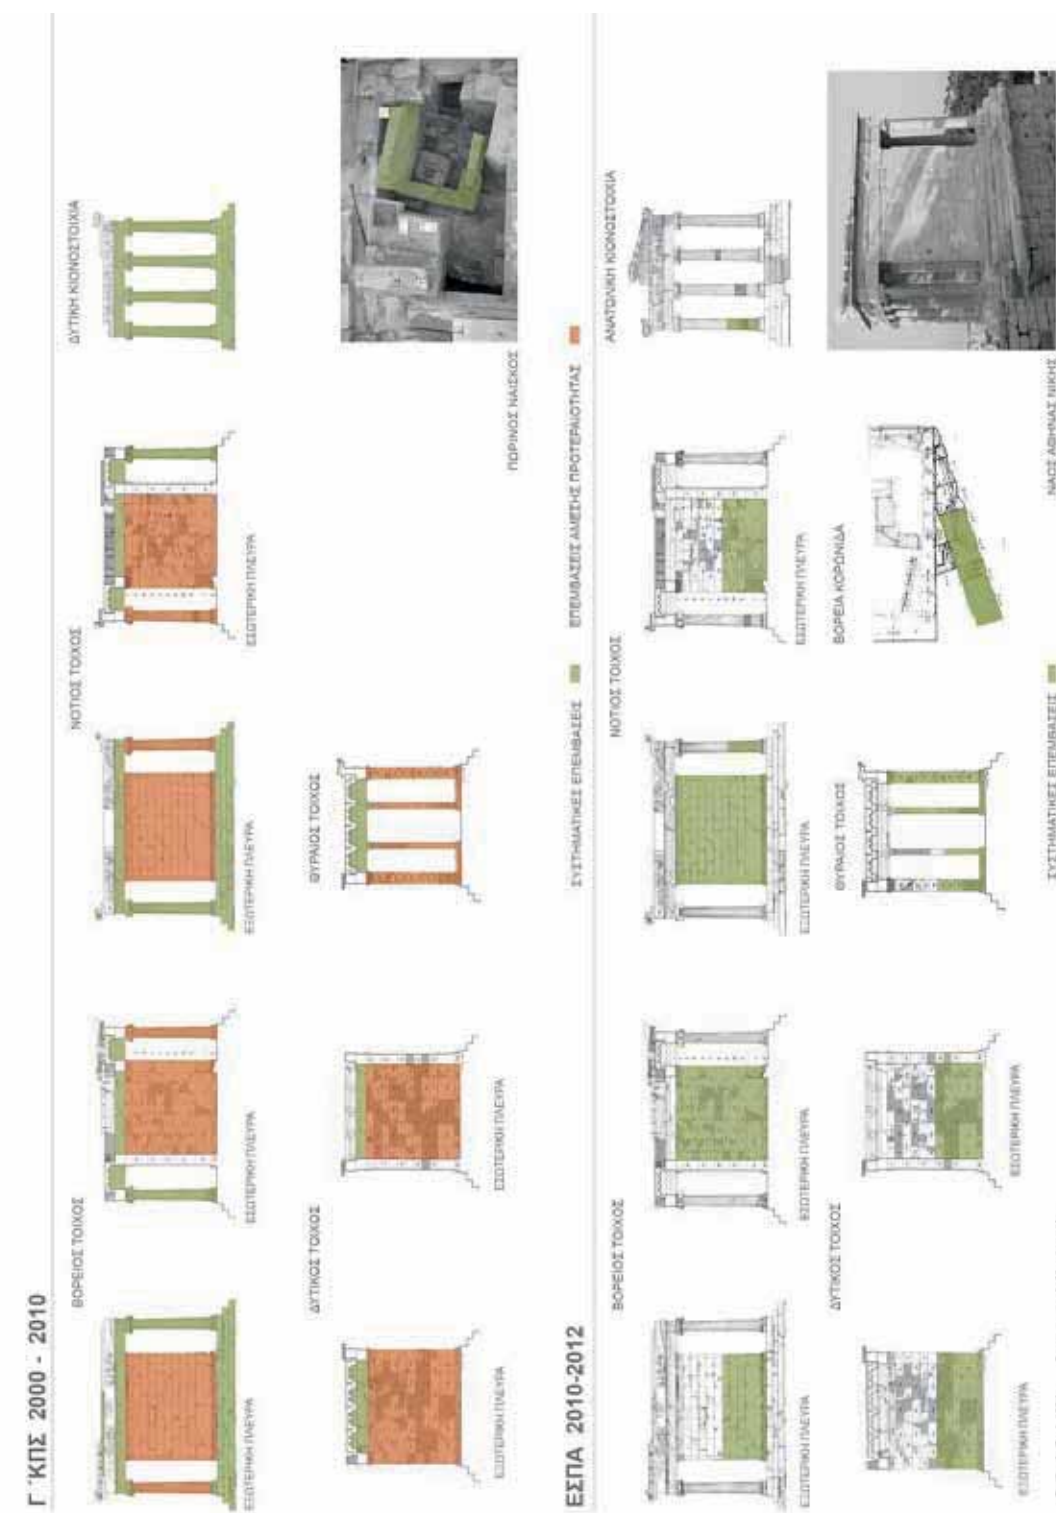 Γ ΄ΚΠΣ 2000 - 2010
ΒΟΡΕΙΟΣ ΤΟΙΧΟΣ
ΝΟΤΙΟΣ ΤΟΙΧΟΣ
ΔΥΤΙΚΗ ΚΙΟΝΟΣΤΟΙΧΙΑ
ΕΞΩΤΕΡΙΚΗ ΠΛΕΥΡΑ
ΕΣΩΤΕΡΙΚΗ ΠΛΕΥΡΑ
ΕΞΩΤΕΡΙΚΗ ΠΛΕΥΡΑ
ΕΣΩΤΕΡΙΚΗ ΠΛΕΥΡΑ
ΔΥΤΙΚΟΣ ΤΟΙΧΟΣ
ΘΥΡΑΙΟΣ ΤΟΙΧΟΣ
ΕΞΩΤΕΡΙΚΗ ΠΛΕΥΡΑ
ΕΣΩΤΕΡΙΚΗ ΠΛΕΥΡΑ
ΠΩΡΙΝΟΣ ΝΑΙΣΚΟΣ
ΣΥΣΤΗΜΑΤΙΚΕΣ ΕΠΕΜΒΑΣΕΙΣ
ΕΠΕΜΒΑΣΕΙΣ ΑΜΕΣΗΣ ΠΡΟΤΕΡΑΙΟΤΗΤΑΣ
ΕΣΠΑ 2010-2012
ΒΟΡΕΙΟΣ ΤΟΙΧΟΣ
ΝΟΤΙΟΣ ΤΟΙΧΟΣ
ΑΝΑΤΟΛΙΚΗ ΚΙΟΝΟΣΤΟΙΧΙΑ
ΕΞΩΤΕΡΙΚΗ ΠΛΕΥΡΑ
ΕΣΩΤΕΡΙΚΗ ΠΛΕΥΡΑ
ΕΞΩΤΕΡΙΚΗ ΠΛΕΥΡΑ
ΕΣΩΤΕΡΙΚΗ ΠΛΕΥΡΑ
ΔΥΤΙΚΟΣ ΤΟΙΧΟΣ
ΘΥΡΑΙΟΣ ΤΟΙΧΟΣ
ΒΟΡΕΙΑ ΚΟΡΩΝΙΔΑ
ΕΞΩΤΕΡΙΚΗ ΠΛΕΥΡΑ
ΕΣΩΤΕΡΙΚΗ ΠΛΕΥΡΑ
ΝΑΟΣ ΑΘΗΝΑΣ ΝΙΚΗΣ
ΣΥΣΤΗΜΑΤΙΚΕΣ ΕΠΕΜΒΑΣΕΙΣ